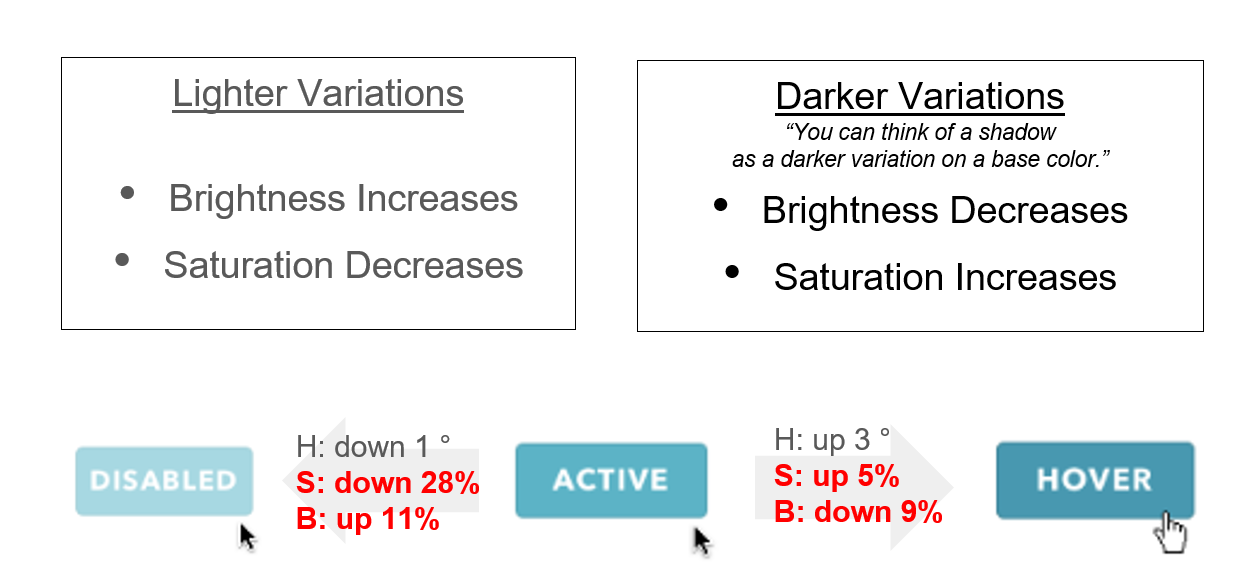 Lighter Variations
• Brightness Increases
• Saturation Decreases
Darker Variations
“You can think of a shadow
as a darker variation on a base color.”
• Brightness Decreases
• Saturation Increases
DISABLED
H: down 1 °
S: down 28%
B: up 11%
ACTIVE
H: up 3 °
S: up 5%
B: down 9%
HOVER